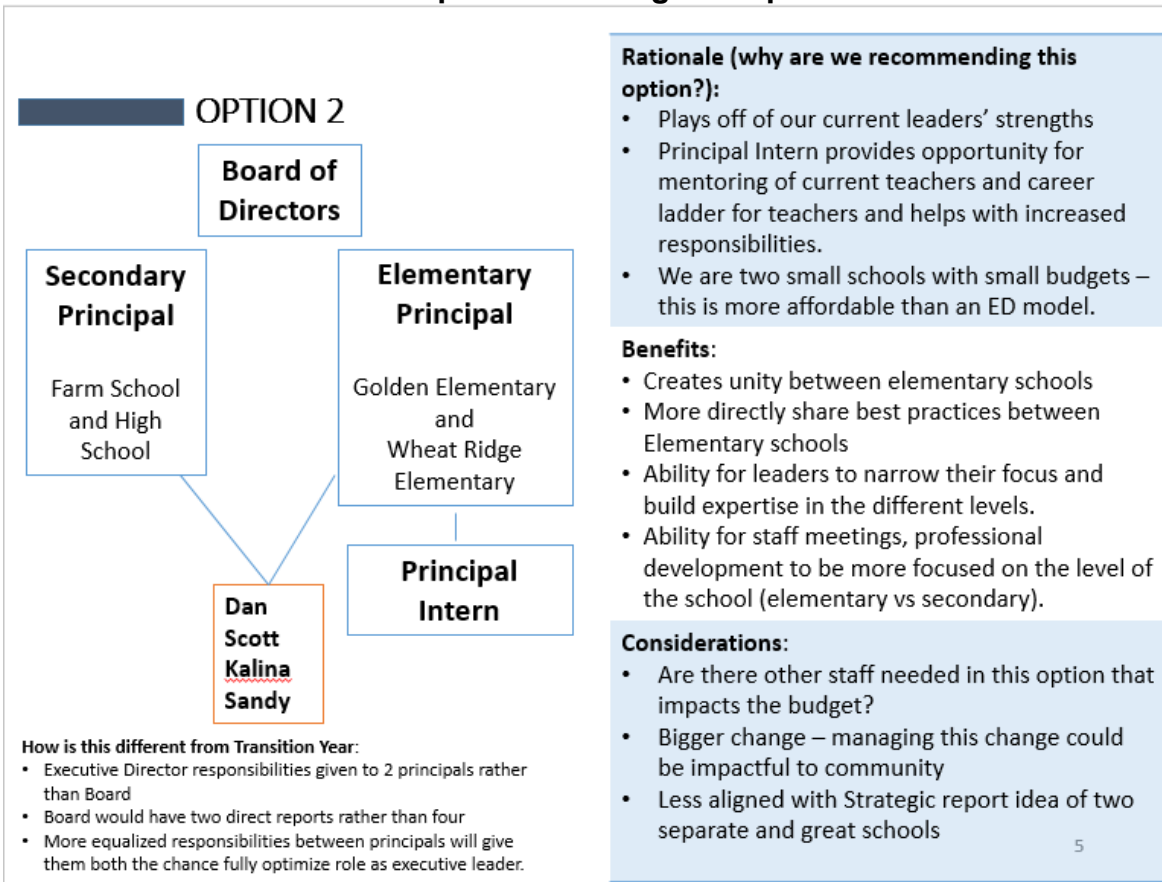 OPTION 2
Board of
Directors
Secondary
Principal
Farm School
and High
School
Elementary
Principal
Golden Elementary
and
Wheat Ridge
Elementary
Principal
Intern
Dan
Scott
Kalina
Sandy
How is this different from Transition Year:
• Executive Director responsibilities given to 2 principals rather
than Board
• Board would have two direct reports rather than four
• More equalized responsibilities between principals will give
them both the chance fully optimize role as executive leader.
Rationale (why are we recommending this
option?):
• Plays off of our current leaders’ strengths
• Principal Intern provides opportunity for
mentoring of current teachers and career
ladder for teachers and helps with increased
responsibilities.
• We are two small schools with small budgets –
this is more affordable than an ED model.
Benefits:
• Creates unity between elementary schools
• More directly share best practices between
Elementary schools
• Ability for leaders to narrow their focus and
build expertise in the different levels.
• Ability for staff meetings, professional
development to be more focused on the level of
the school (elementary vs secondary).
Considerations:
• Are there other staff needed in this option that
impacts the budget?
• Bigger change – managing this change could
be impactful to community
• Less aligned with Strategic report idea of two
separate and great schools
5